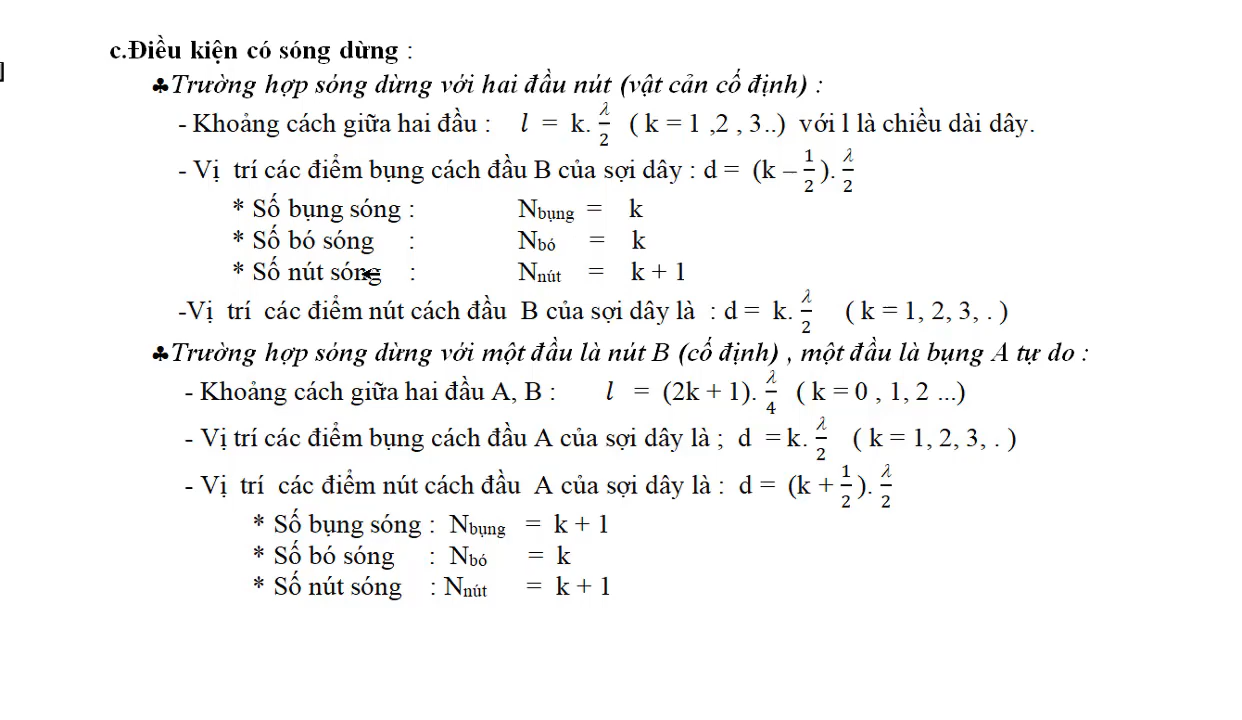 c.Điều kiện có sóng dừng :
♣Trường hợp sóng dừng với hai đầu nút (vật cản cố định) :
- Khoảng cách giữa hai đầu : l = k. λ/2 ( k = 1 ,2 , 3..) với l là chiều dài dây.
- Vị trí các điểm bụng cách đầu B của sợi dây : d = (k – 1/2 ). λ/2
* Số bụng sóng : Nbụng = k
* Số bó sóng : Nbó = k
* Số nút sóng : Nnút = k + 1
-Vị trí các điểm nút cách đầu B của sợi dây là : d = k. λ/2 ( k = 1, 2, 3, . )
♣Trường hợp sóng dừng với một đầu là nút B (cố định) , một đầu là bụng A tự do :
- Khoảng cách giữa hai đầu A, B : l = (2k + 1). λ/4 ( k = 0 , 1, 2 ...)
- Vị trí các điểm bụng cách đầu A của sợi dây là ; d = k. λ/2 ( k = 1, 2, 3, . )
- Vị trí các điểm nút cách đầu A của sợi dây là : d = (k + 1/2 ). λ/2
* Số bụng sóng : Nbụng = k + 1
* Số bó sóng : Nbó = k
* Số nút sóng : Nnút = k + 1